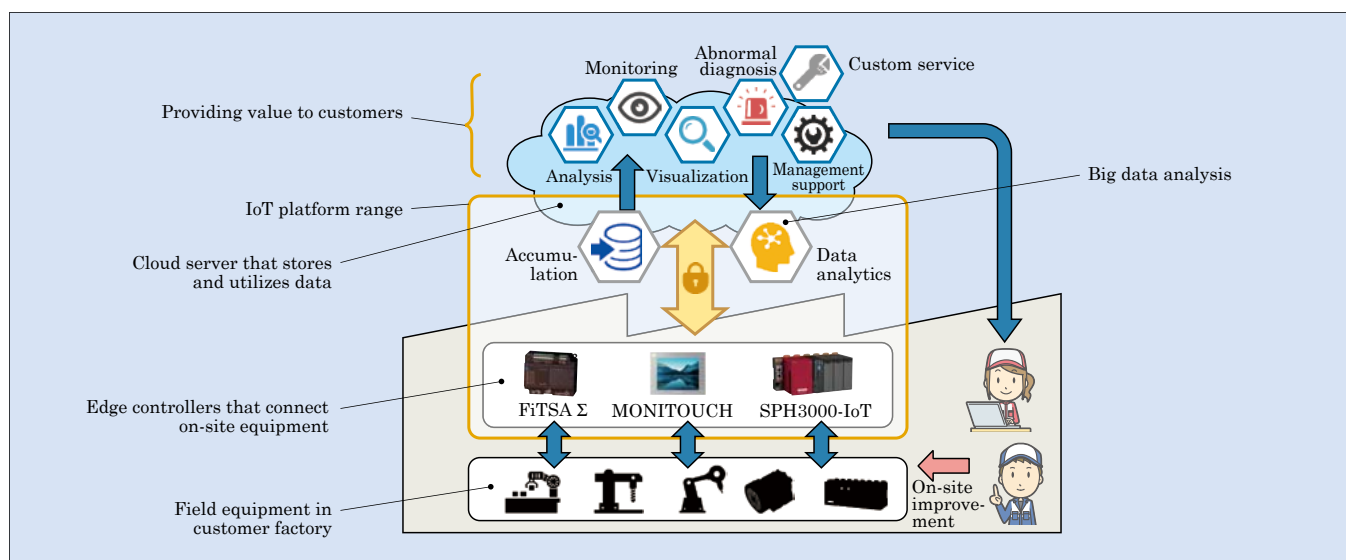 Abnormal
diagnosis
Custom service
Monitoring
Providing value to customers
Analysis
Visualization
Management
support
Big data analysis
IoT platform range
Accumu-
lation
Data
analytics
Cloud server that stores
and utilizes data
FiTSA Σ
MONITOUCH
SPH3000-IoT
Edge controllers that connect
on-site equipment
On-site
improve-
ment
Field equipment in
customer factory